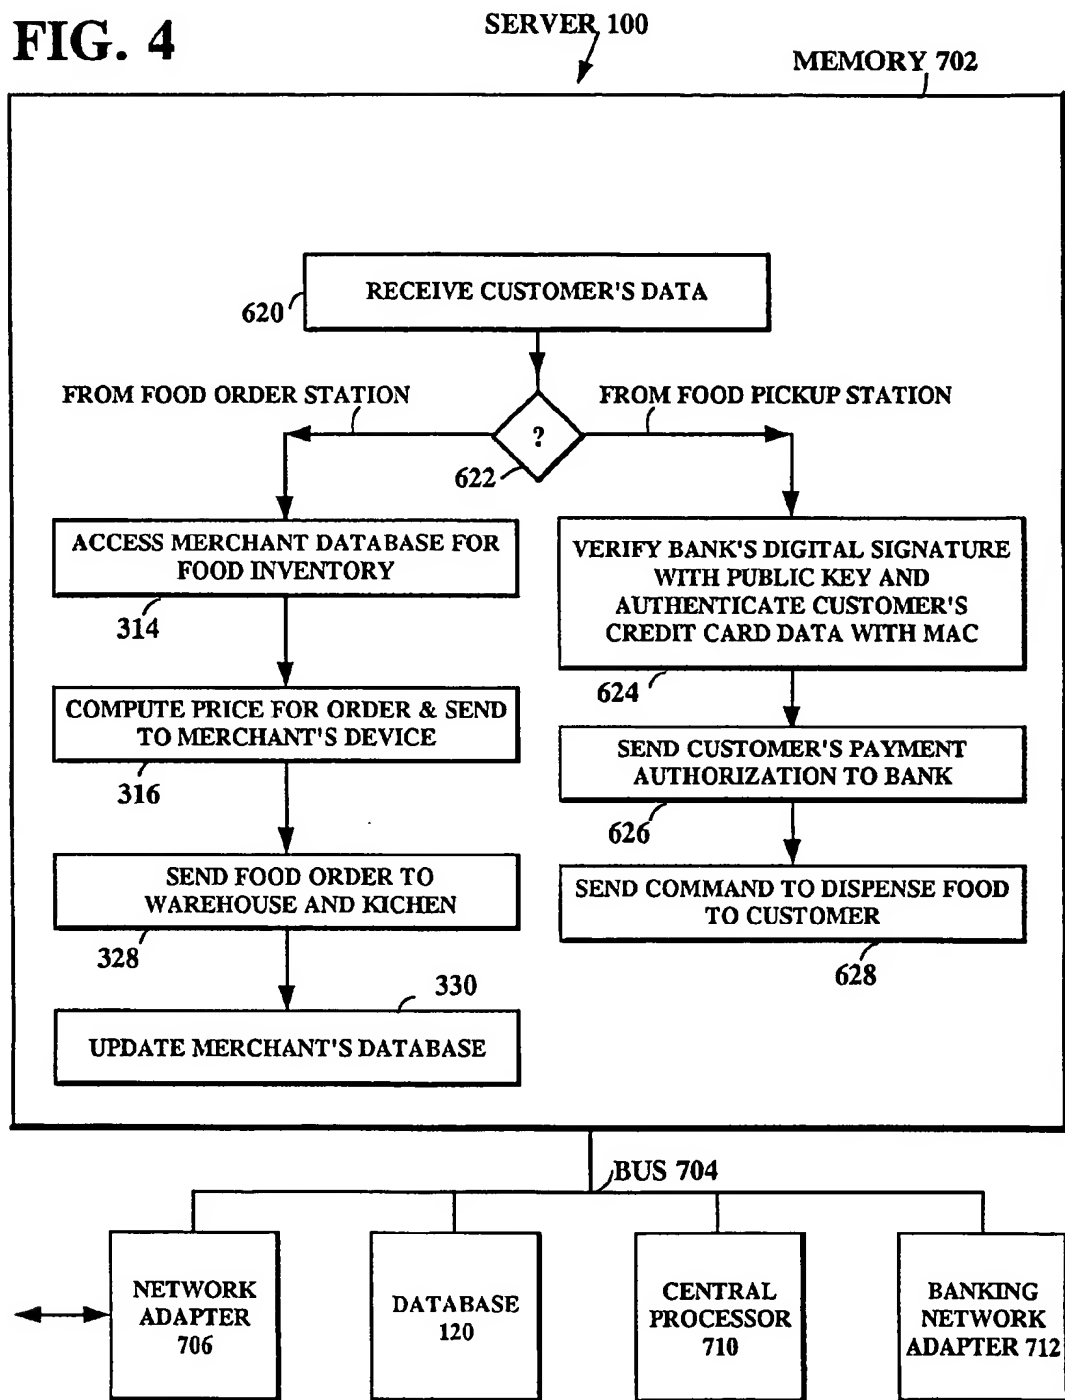 FIG. 4
SERVER 100
MEMORY 702
RECEIVE CUSTOMER'S DATA
620
FROM FOOD ORDER STATION
FROM FOOD PICKUP STATION
?
622
ACCESS MERCHANT DATABASE FOR
FOOD INVENTORY
314
COMPUTE PRICE FOR ORDER & SEND
TO MERCHANT'S DEVICE
316
SEND FOOD ORDER TO
WAREHOUSE AND KICHEN
328
330
UPDATE MERCHANT'S DATABASE
VERIFY BANK'S DIGITAL SIGNATURE
WITH PUBLIC KEY AND
AUTHENTICATE CUSTOMER'S
CREDIT CARD DATA WITH MAC
624
SEND CUSTOMER'S PAYMENT
AUTHORIZATION TO BANK
626
SEND COMMAND TO DISPENSE FOOD
TO CUSTOMER
628
BUS 704
NETWORK
ADAPTER
706
DATABASE
120
CENTRAL
PROCESSOR
710
BANKING
NETWORK
ADAPTER 712